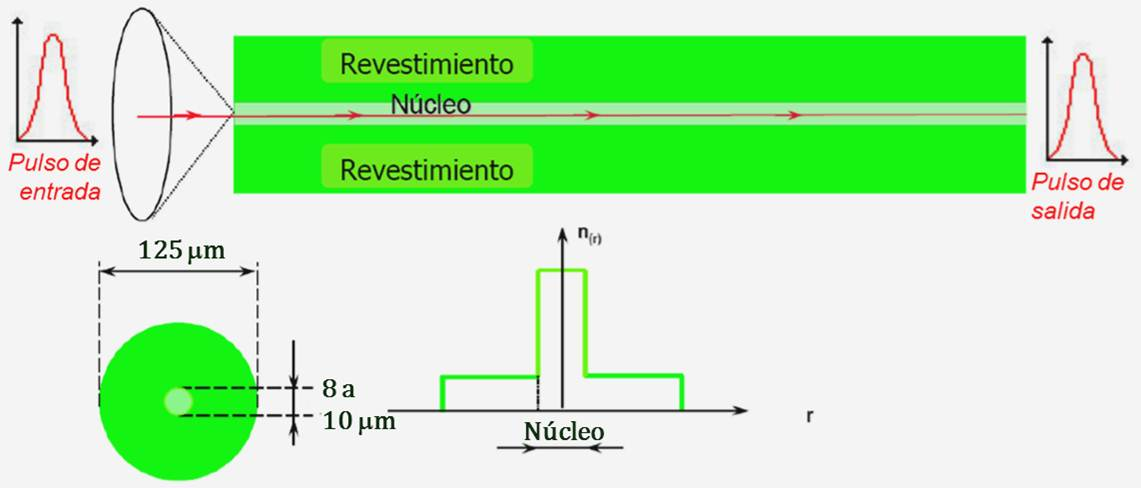 Revestimiento
Núcleo
Revestimiento
Pulso de
entrada
Pulso de
salida
125 μm
8 a
10 μm
n(r)
r
Núcleo